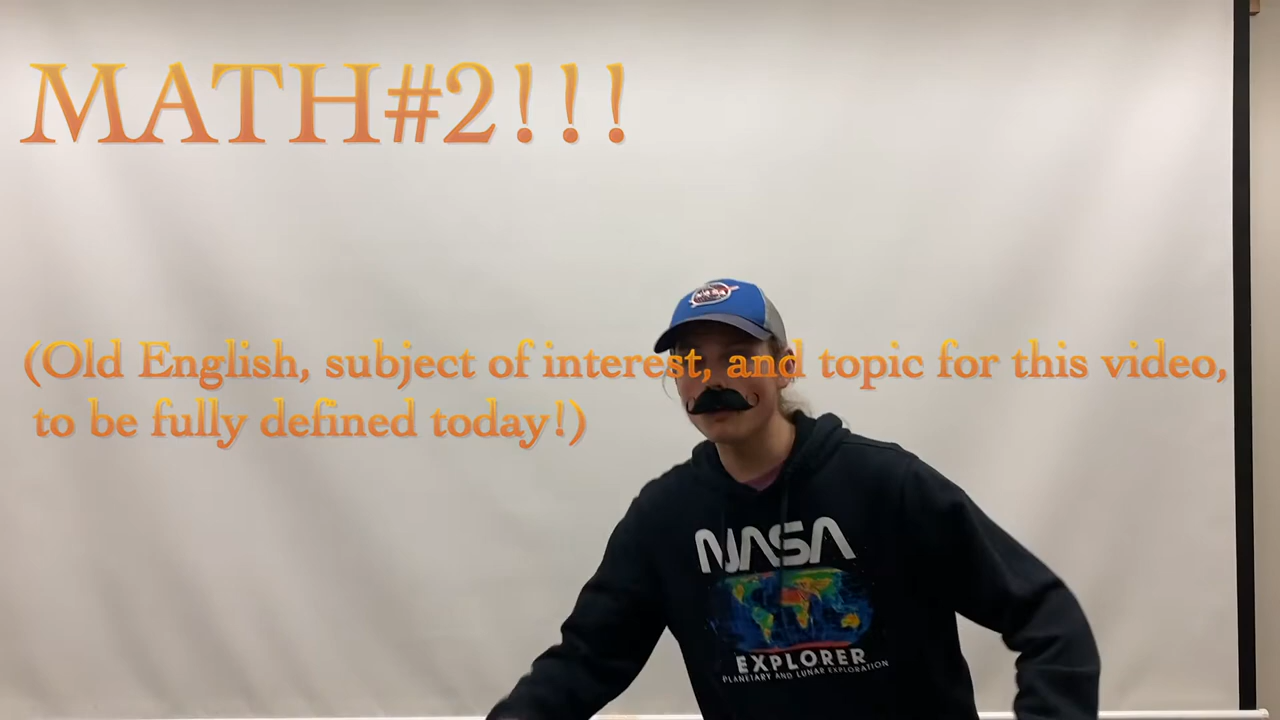 MATH#2!!!
(Old English, subject of interest, and topic for this video,
to be fully defined today!)
NASA
NASA
EXPLORER
PLANETARY AND LUNAR EXPLORATION